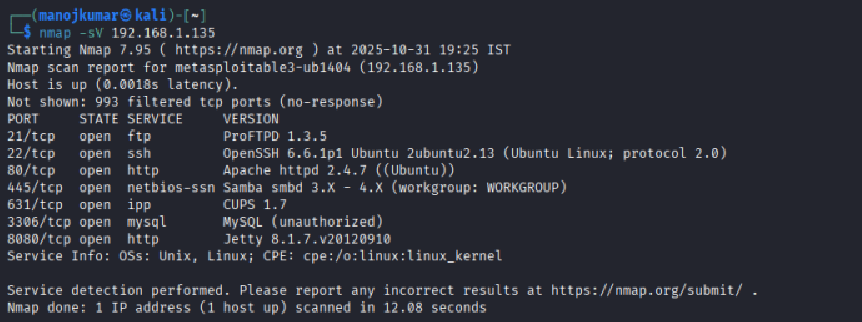 ┌──(manojkumar㉿kali)-[~]
└─$ nmap -sV 192.168.1.135
Starting Nmap 7.95 ( https://nmap.org ) at 2025-10-31 19:25 IST
Nmap scan report for metasploitable3-ub1404 (192.168.1.135)
Host is up (0.0018s latency).
Not shown: 993 filtered tcp ports (no-response)
PORT     STATE SERVICE     VERSION
21/tcp   open  ftp         ProFTPD 1.3.5
22/tcp   open  ssh         OpenSSH 6.6.1p1 Ubuntu 2ubuntu2.13 (Ubuntu Linux; protocol 2.0)
80/tcp   open  http        Apache httpd 2.4.7 ((Ubuntu))
445/tcp  open  netbios-ssn Samba smbd 3.X - 4.X (workgroup: WORKGROUP)
631/tcp  open  ipp         CUPS 1.7
3306/tcp open  mysql       MySQL (unauthorized)
8080/tcp open  http        Jetty 8.1.7.v20120910
Service Info: OSs: Unix, Linux; CPE: cpe:/o:linux:linux_kernel

Service detection performed. Please report any incorrect results at https://nmap.org/submit/ .
Nmap done: 1 IP address (1 host up) scanned in 12.08 seconds